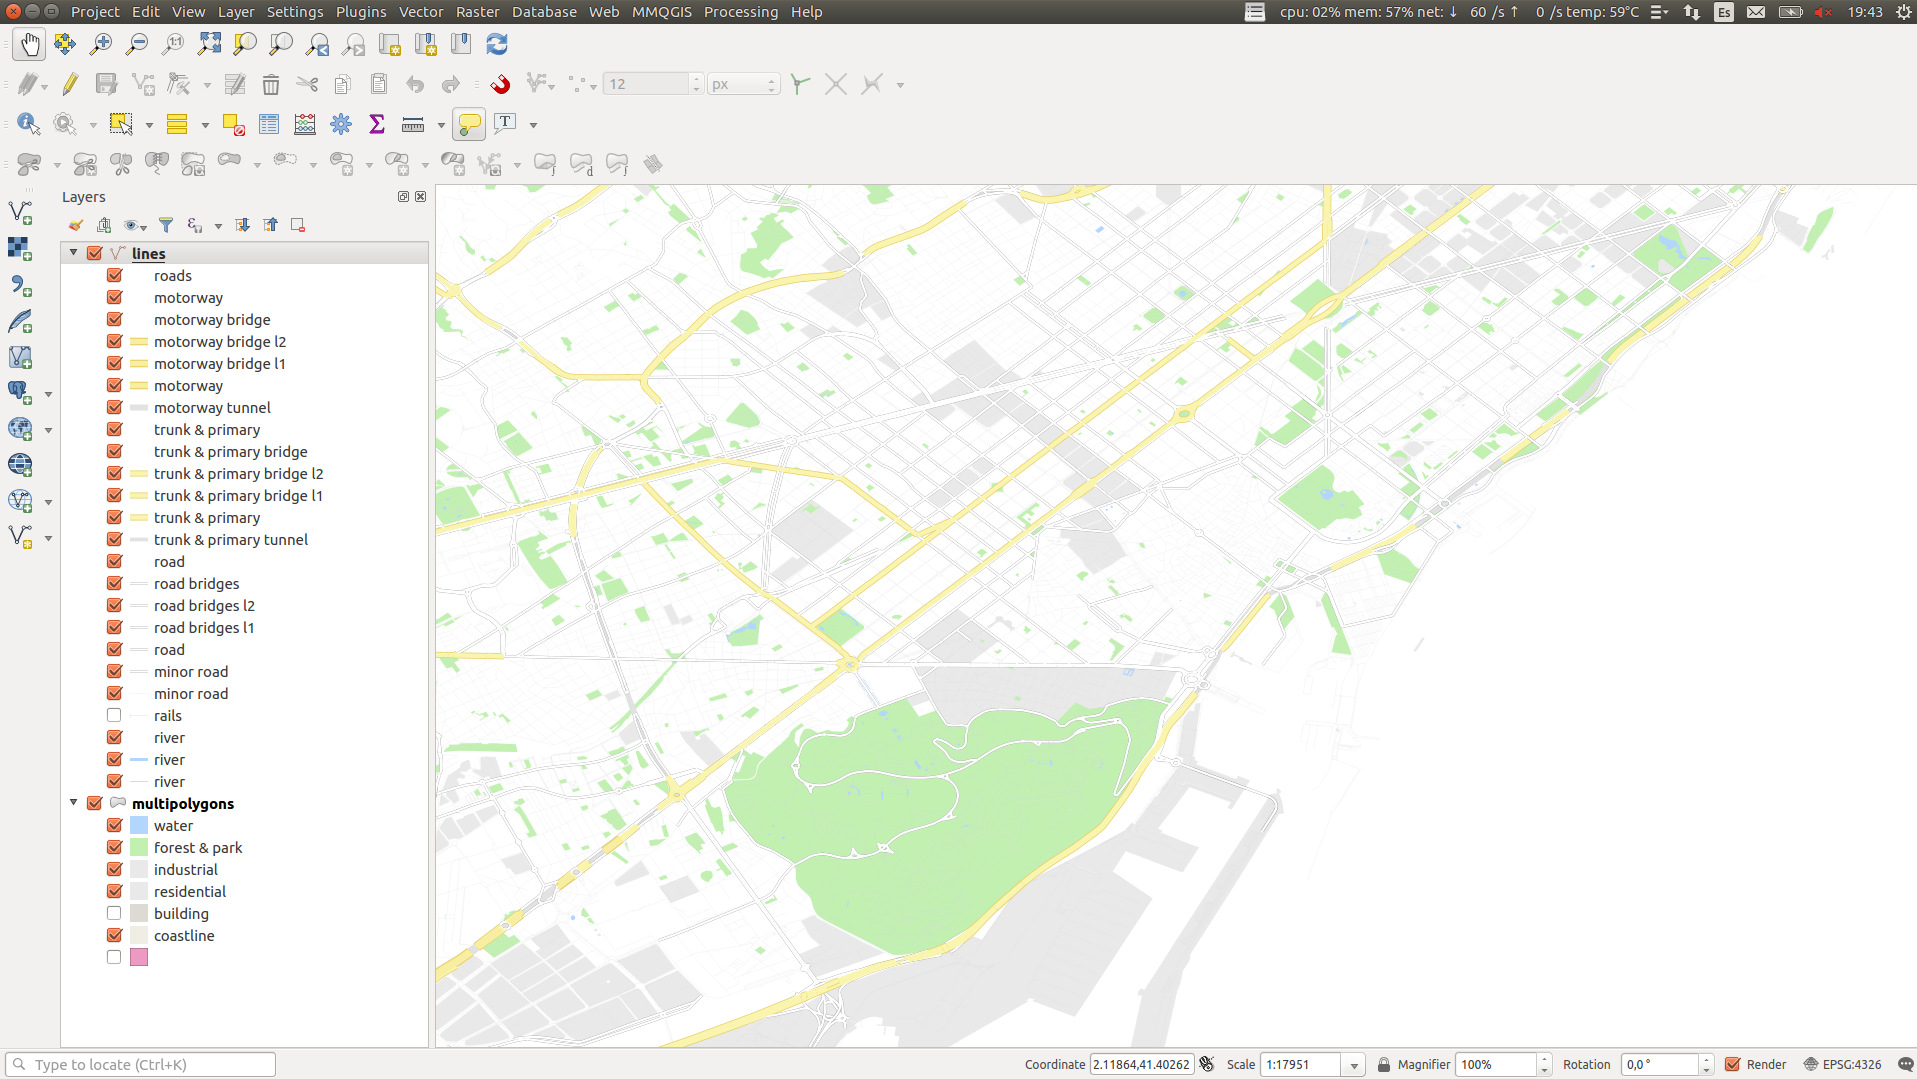 Project Edit View Layer Settings Plugins Vector Raster Database Web MMQGIS Processing Help
cpu: 02% mem: 57% net: ↓ 60 /s ↑ 0 /s temp: 59°C Es 19:43
1:1
12 px
T
Layers
lines
roads
motorway
motorway bridge
motorway bridge l2
motorway bridge l1
motorway
motorway tunnel
trunk & primary
trunk & primary bridge
trunk & primary bridge l2
trunk & primary bridge l1
trunk & primary
trunk & primary tunnel
road
road bridges
road bridges l2
road bridges l1
road
minor road
minor road
rails
river
river
river
multipolygons
water
forest & park
industrial
residential
building
coastline
Type to locate (Ctrl+K)
Coordinate 2.11864,41.40262 Scale 1:17951 Magnifier 100% Rotation 0,0 ° Render EPSG:4326